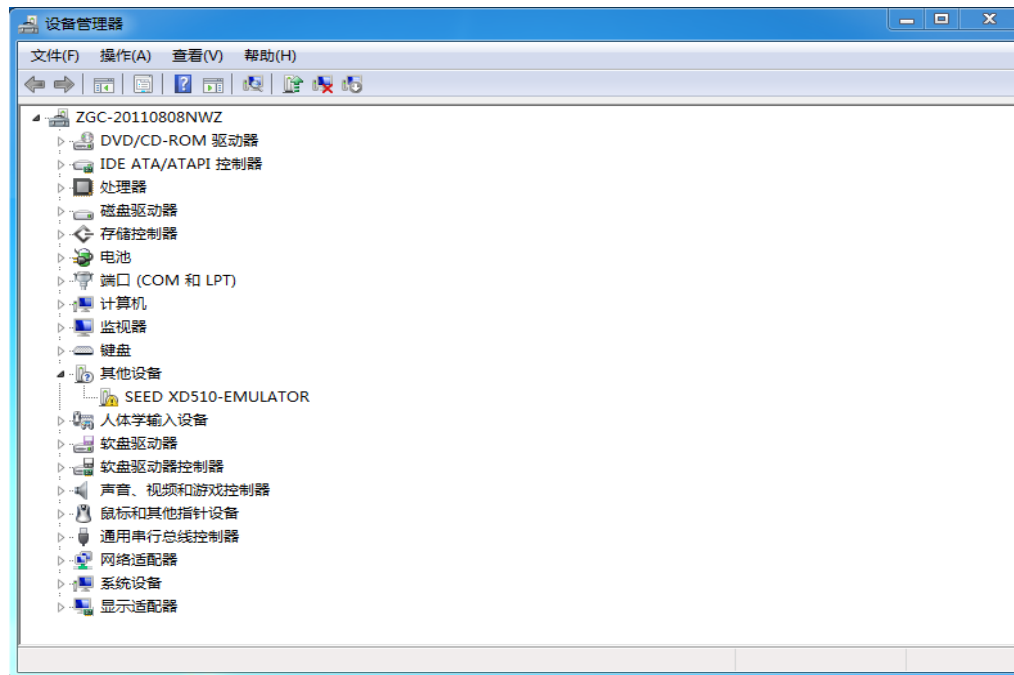 设备管理器
文件(F) 操作(A) 查看(V) 帮助(H)
ZGC-20110808NWZ
DVD/CD-ROM 驱动器
IDE ATA/ATAPI 控制器
处理器
磁盘驱动器
存储控制器
电池
端口 (COM 和 LPT)
计算机
监视器
键盘
其他设备
SEED XD510-EMULATOR
人体学输入设备
软盘驱动器
软盘驱动器控制器
声音、视频和游戏控制器
鼠标和其他指针设备
通用串行总线控制器
网络适配器
系统设备
显示适配器